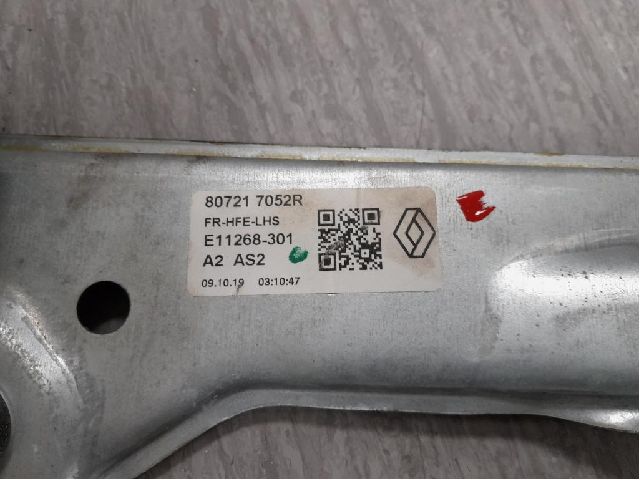 80721 7052R
FR-HFE-LHS
E11268-301
A2 AS2
09.10.19 03:10:47